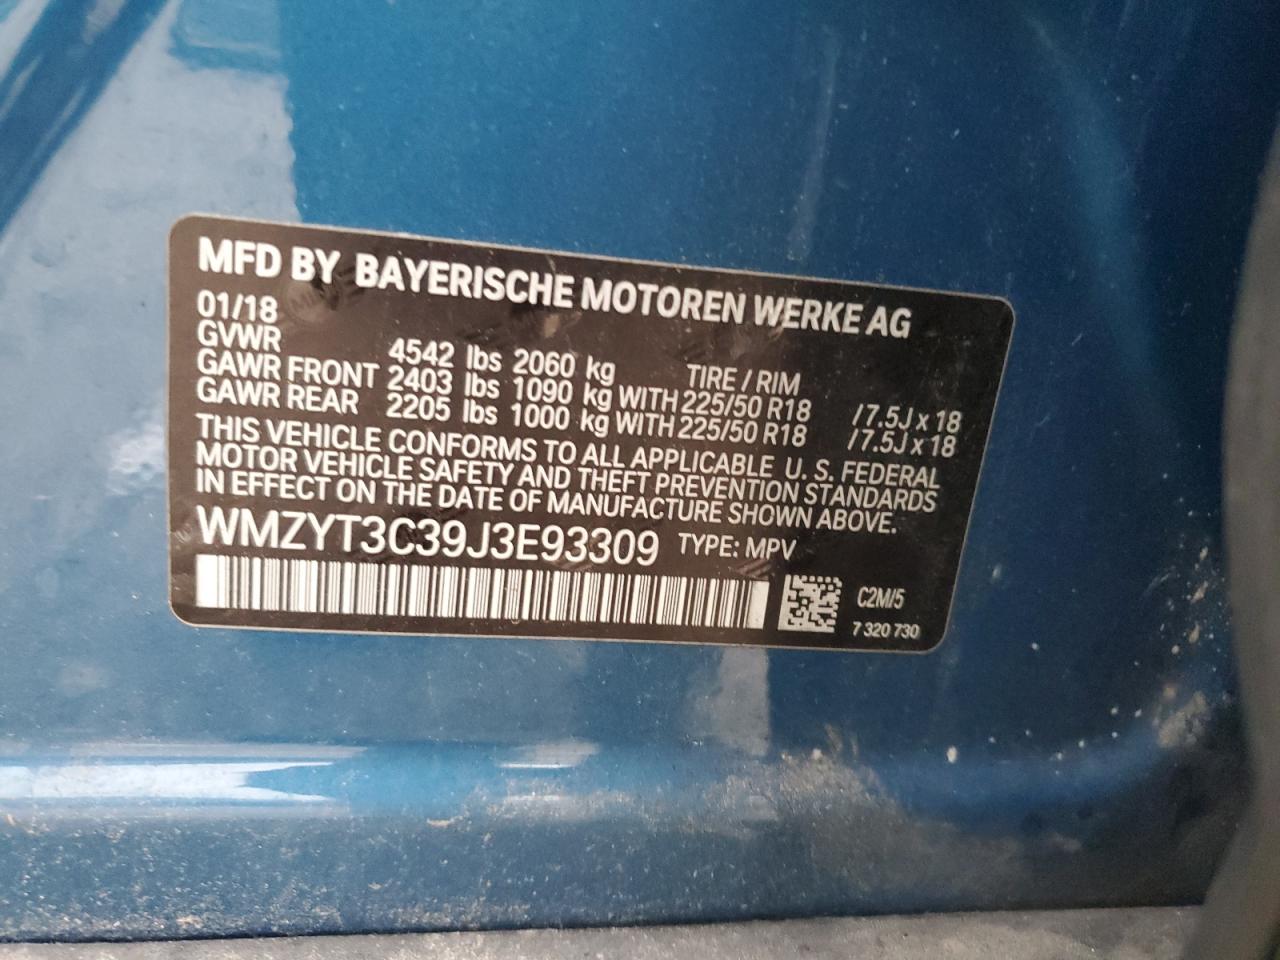 MFD BY BAYERISCHE MOTOREN WERKE AG
01/18
GVWR 4542 lbs 2060 kg TIRE / RIM
GAWR FRONT 2403 lbs 1090 kg WITH 225/50 R18 / 7.5J x 18
GAWR REAR 2205 lbs 1000 kg WITH 225/50 R18 / 7.5J x 18
THIS VEHICLE CONFORMS TO ALL APPLICABLE U. S. FEDERAL
MOTOR VEHICLE SAFETY AND THEFT PREVENTION STANDARDS
IN EFFECT ON THE DATE OF MANUFACTURE SHOWN ABOVE.
WMZYT3C39J3E93309 TYPE: MPV
C2M/5
7 320 730